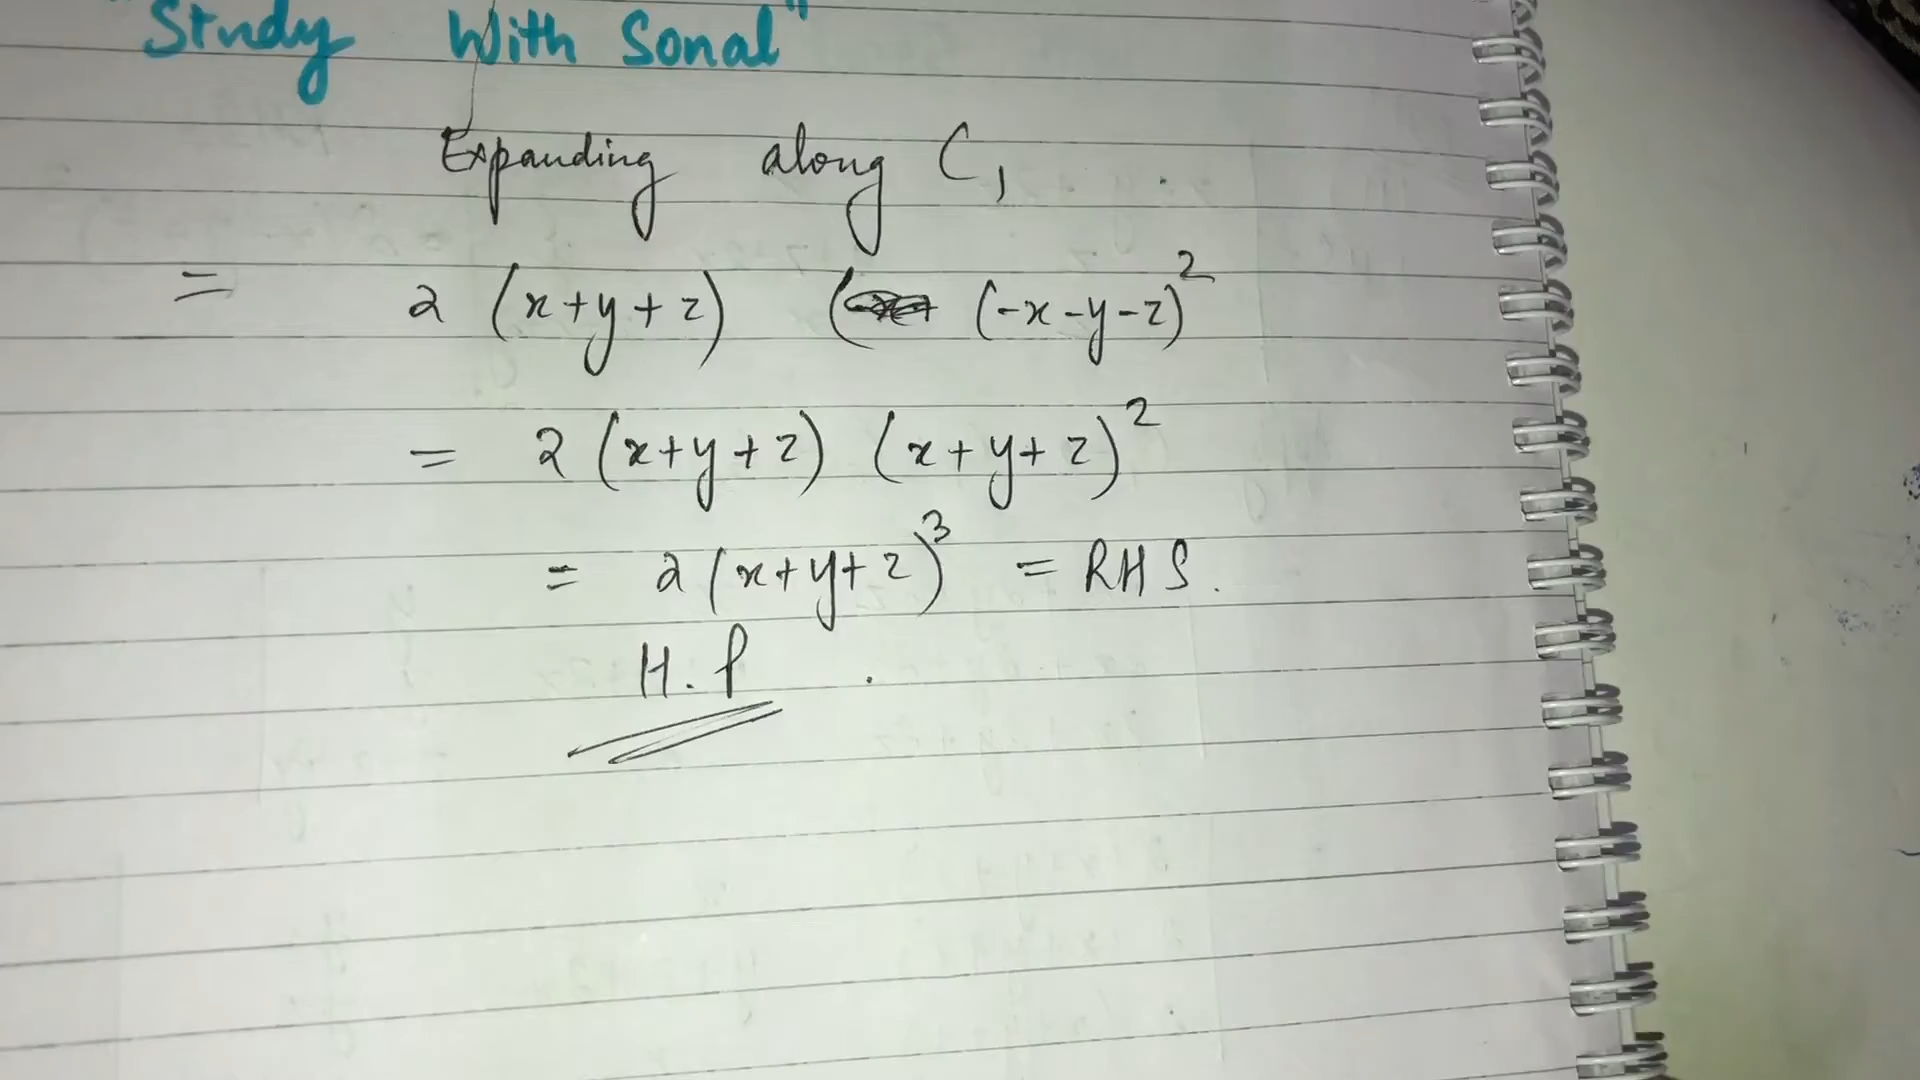 "Study With Sonal"
Expanding along C₁
= 2 (x+y+z) ( (-x-y-z)²
= 2 (x+y+z) (x+y+z)²
= 2 (x+y+z)³ = RHS.
H.P